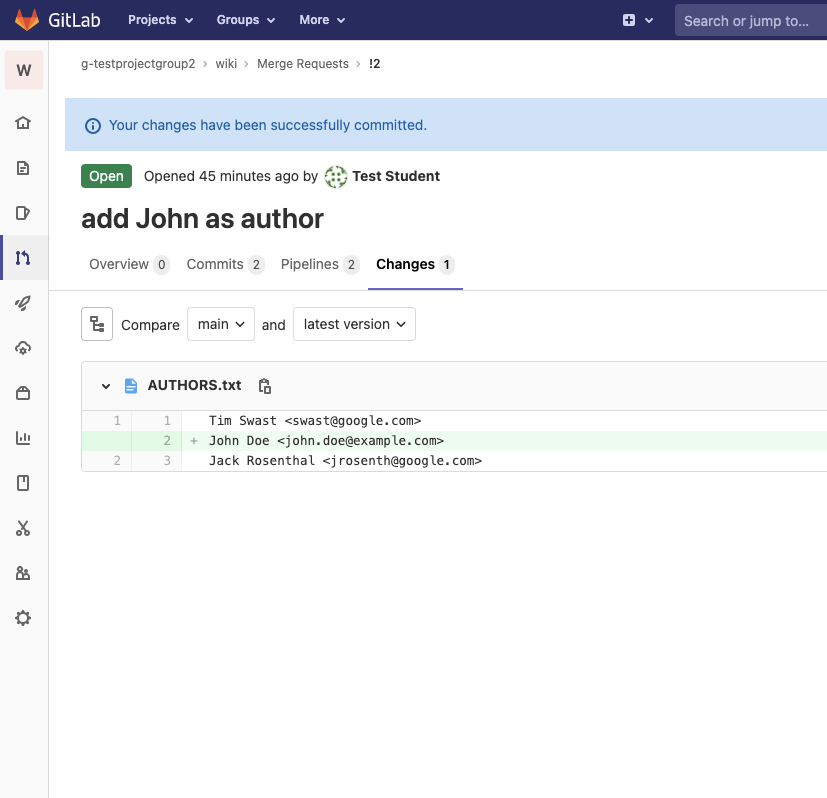 GitLab Projects Groups More Search or jump to...
W
g-testprojectgroup2 > wiki > Merge Requests > !2
Your changes have been successfully committed.
Open Opened 45 minutes ago by Test Student
add John as author
Overview 0 Commits 2 Pipelines 2 Changes 1
Compare main and latest version
AUTHORS.txt
1 1 Tim Swast <swast@google.com>
2 + John Doe <john.doe@example.com>
2 3 Jack Rosenthal <jrosenth@google.com>